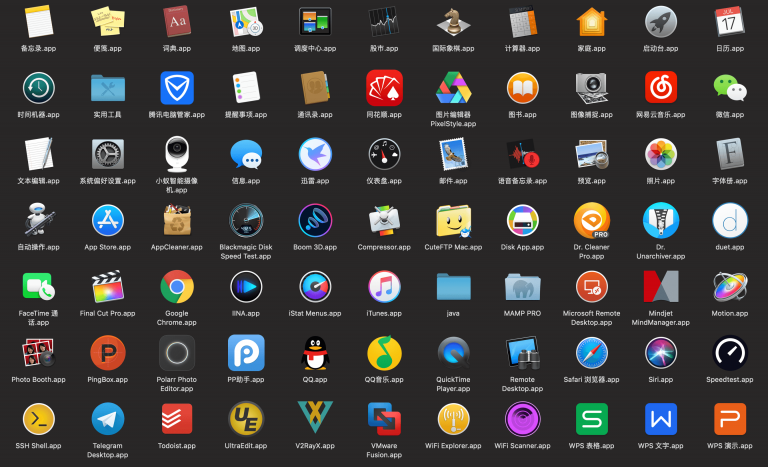 JUL
17
备忘录.app
便笺.app
词典.app
地图.app
调度中心.app
股市.app
国际象棋.app
计算器.app
家庭.app
启动台.app
日历.app
时间机器.app
实用工具
腾讯电脑管家.app
提醒事项.app
通讯录.app
同花顺.app
图片编辑器
PixelStyle.app
图书.app
图像捕捉.app
网易云音乐.app
微信.app
文本编辑.app
系统偏好设置.app
小蚁智能摄像
机.app
信息.app
迅雷.app
仪表盘.app
邮件.app
语音备忘录.app
预览.app
照片.app
字体册.app
自动操作.app
App Store.app
AppCleaner.app
Blackmagic Disk
Speed Test.app
Boom 3D.app
Compressor.app
CuteFTP Mac.app
Disk App.app
PRO
Dr. Cleaner
Pro.app
Dr.
Unarchiver.app
duet.app
FaceTime 通
话.app
Final Cut Pro.app
Google
Chrome.app
IINA.app
iStat Menus.app
iTunes.app
java
MAMP PRO
Microsoft Remote
Desktop.app
Mindjet
MindManager.app
Motion.app
Photo Booth.app
PingBox.app
Polarr Photo
Editor.app
PP助手.app
QQ.app
QQ音乐.app
QuickTime
Player.app
Remote
Desktop.app
Safari 浏览器.app
Siri.app
Speedtest.app
SSH Shell.app
Telegram
Desktop.app
Todoist.app
UltraEdit.app
V2RayX.app
VMware
Fusion.app
WiFi Explorer.app
WiFi Scanner.app
WPS 表格.app
WPS 文字.app
WPS 演示.app